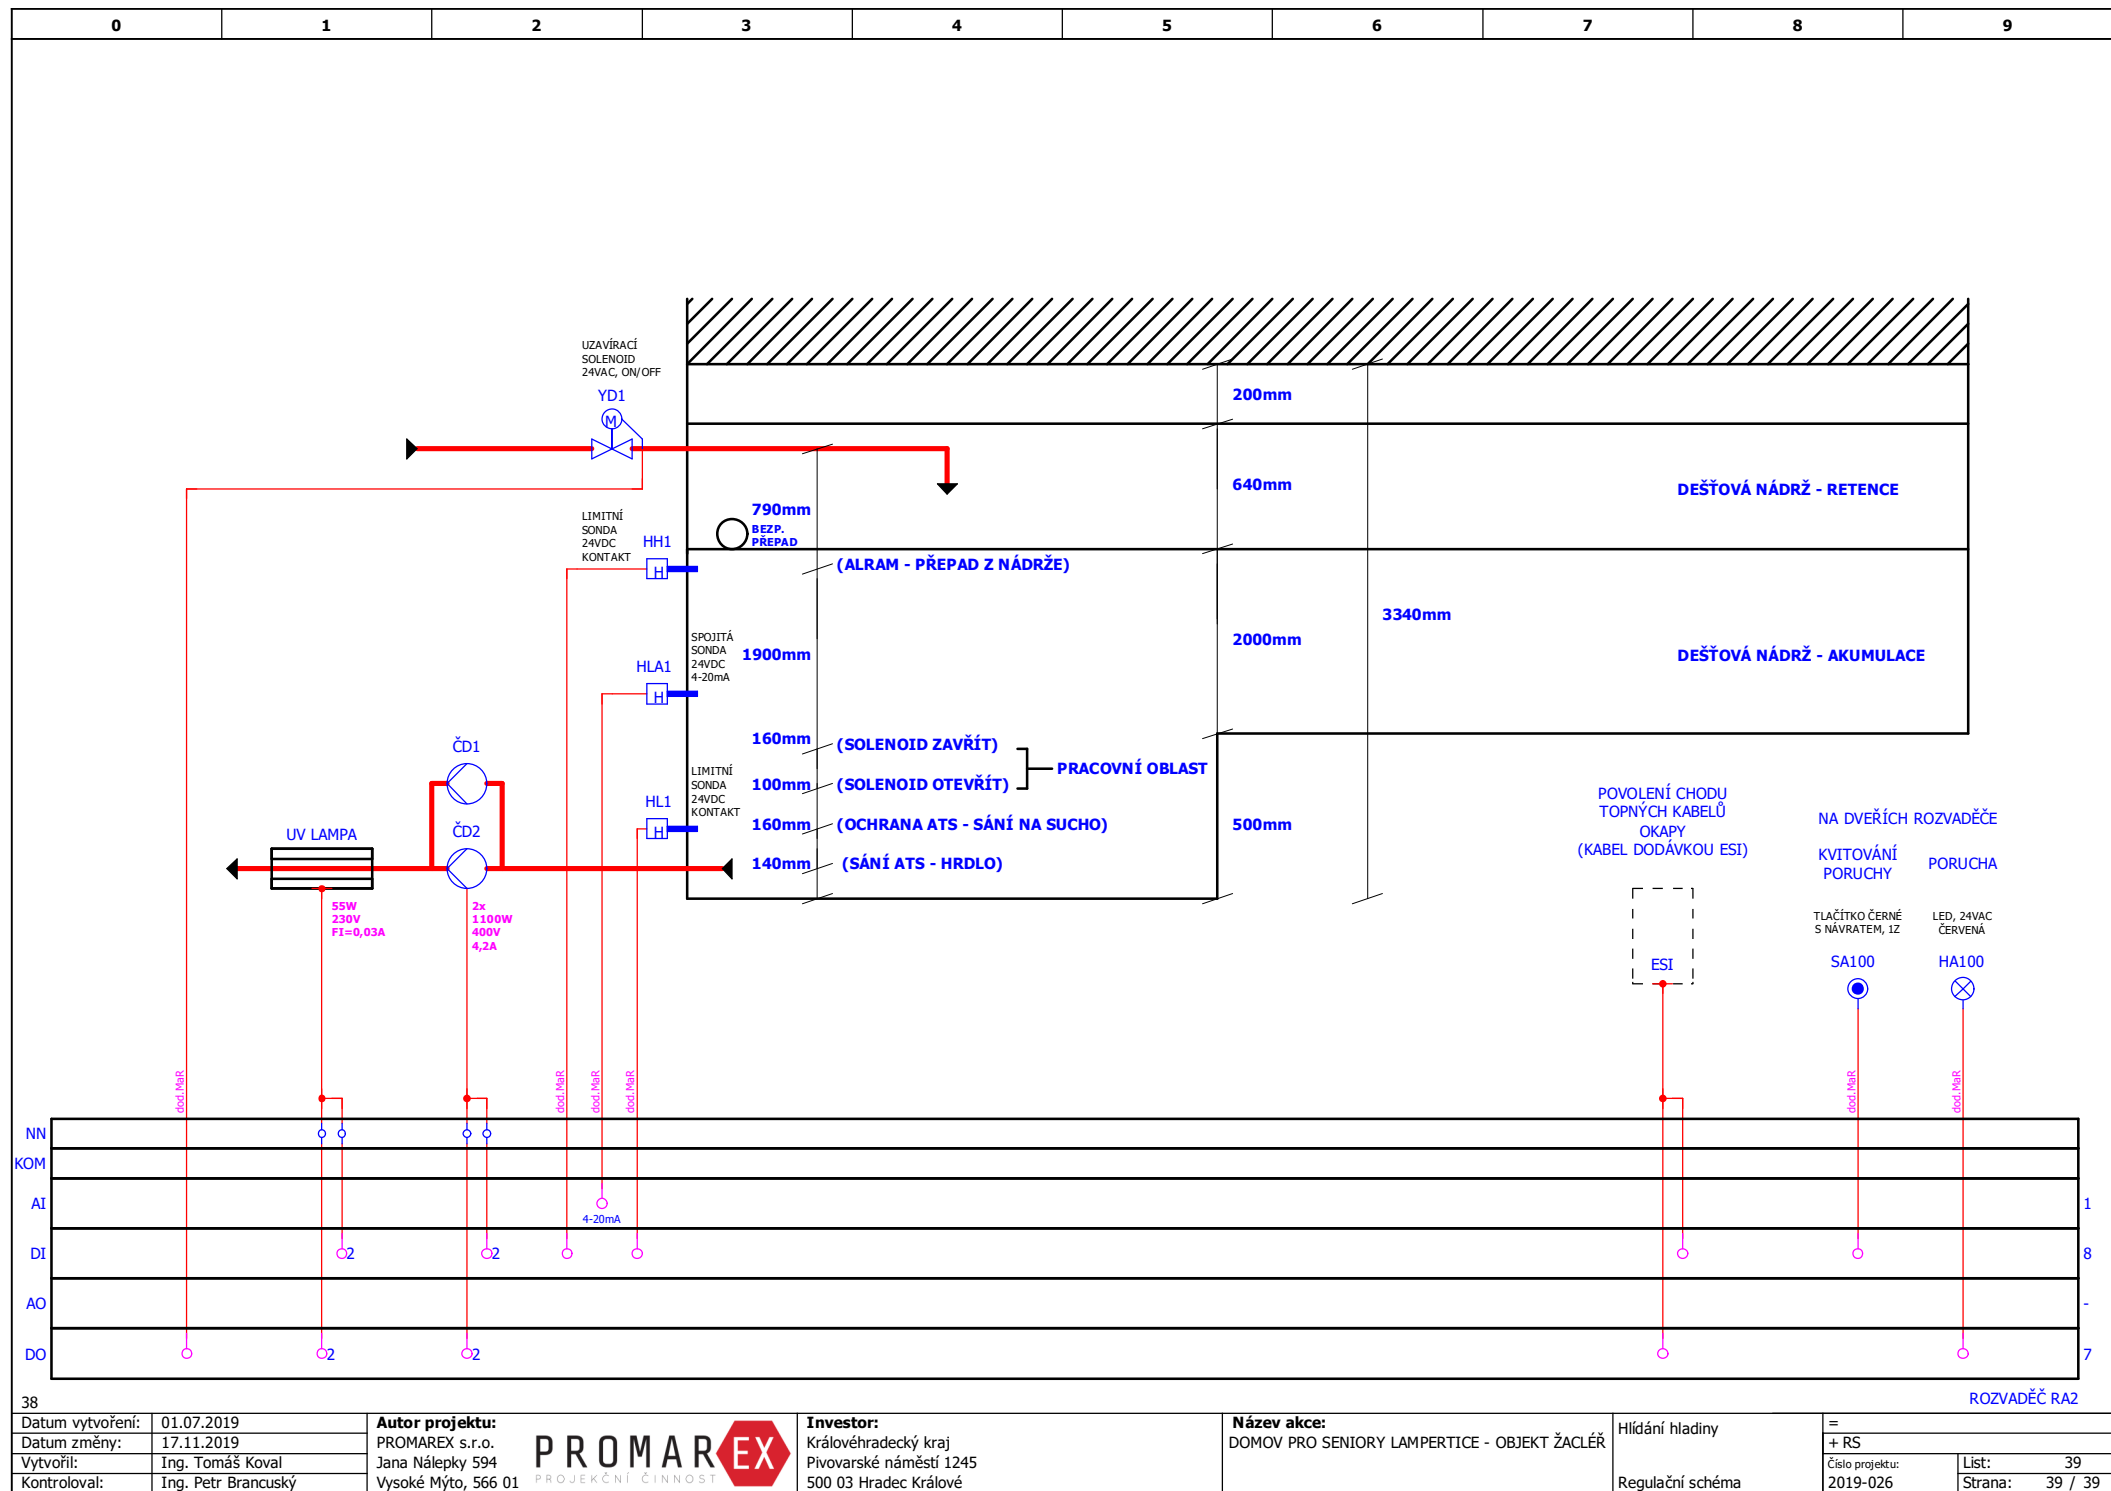 0 1 2 3 4 5 6 7 8 9
UZAVÍRACÍ
SOLENOID
24VAC, ON/OFF
YD1
M
200mm
640mm
DEŠŤOVÁ NÁDRŽ - RETENCE
790mm
BEZP.
PŘEPAD
LIMITNÍ
SONDA
24VDC
KONTAKT
HH1
H
(ALRAM - PŘEPAD Z NÁDRŽE)
3340mm
SPOJITÁ
SONDA
24VDC
4-20mA
1900mm
2000mm
DEŠŤOVÁ NÁDRŽ - AKUMULACE
HLA1
H
160mm
(SOLENOID ZAVŘÍT)
PRACOVNÍ OBLAST
100mm
(SOLENOID OTEVŘÍT)
LIMITNÍ
SONDA
24VDC
KONTAKT
HL1
H
160mm
(OCHRANA ATS - SÁNÍ NA SUCHO)
500mm
140mm
(SÁNÍ ATS - HRDLO)
ČD1
ČD2
UV LAMPA
55W
230V
FI=0,03A
2x
1100W
400V
4,2A
POVOLENÍ CHODU
TOPNÝCH KABELŮ
OKAPY
(KABEL DODÁVKOU ESI)
ESI
NA DVEŘÍCH ROZVADĚČE
KVITOVÁNÍ
PORUCHY
PORUCHA
TLAČÍTKO ČERNÉ
S NÁVRATEM, 1Z
LED, 24VAC
ČERVENÁ
SA100
HA100
dod.MaR
dod.MaR
dod.MaR
dod.MaR
dod.MaR
dod.MaR
NN
KOM
AI
4-20mA
1
DI
2
2
8
AO
-
DO
2
2
7
38
ROZVADĚČ RA2
Datum vytvoření: 01.07.2019
Datum změny: 17.11.2019
Vytvořil: Ing. Tomáš Koval
Kontroloval: Ing. Petr Brancuský
Autor projektu:
PROMAREX s.r.o.
Jana Nálepky 594
Vysoké Mýto, 566 01
PROMAREX
PROJEKČNÍ ČINNOST
Investor:
Královéhradecký kraj
Pivovarské náměstí 1245
500 03 Hradec Králové
Název akce:
DOMOV PRO SENIORY LAMPERTICE - OBJEKT ŽACLÉŘ
Hlídání hladiny
Regulační schéma
=
+ RS
Číslo projektu:
2019-026
List: 39
Strana: 39 / 39